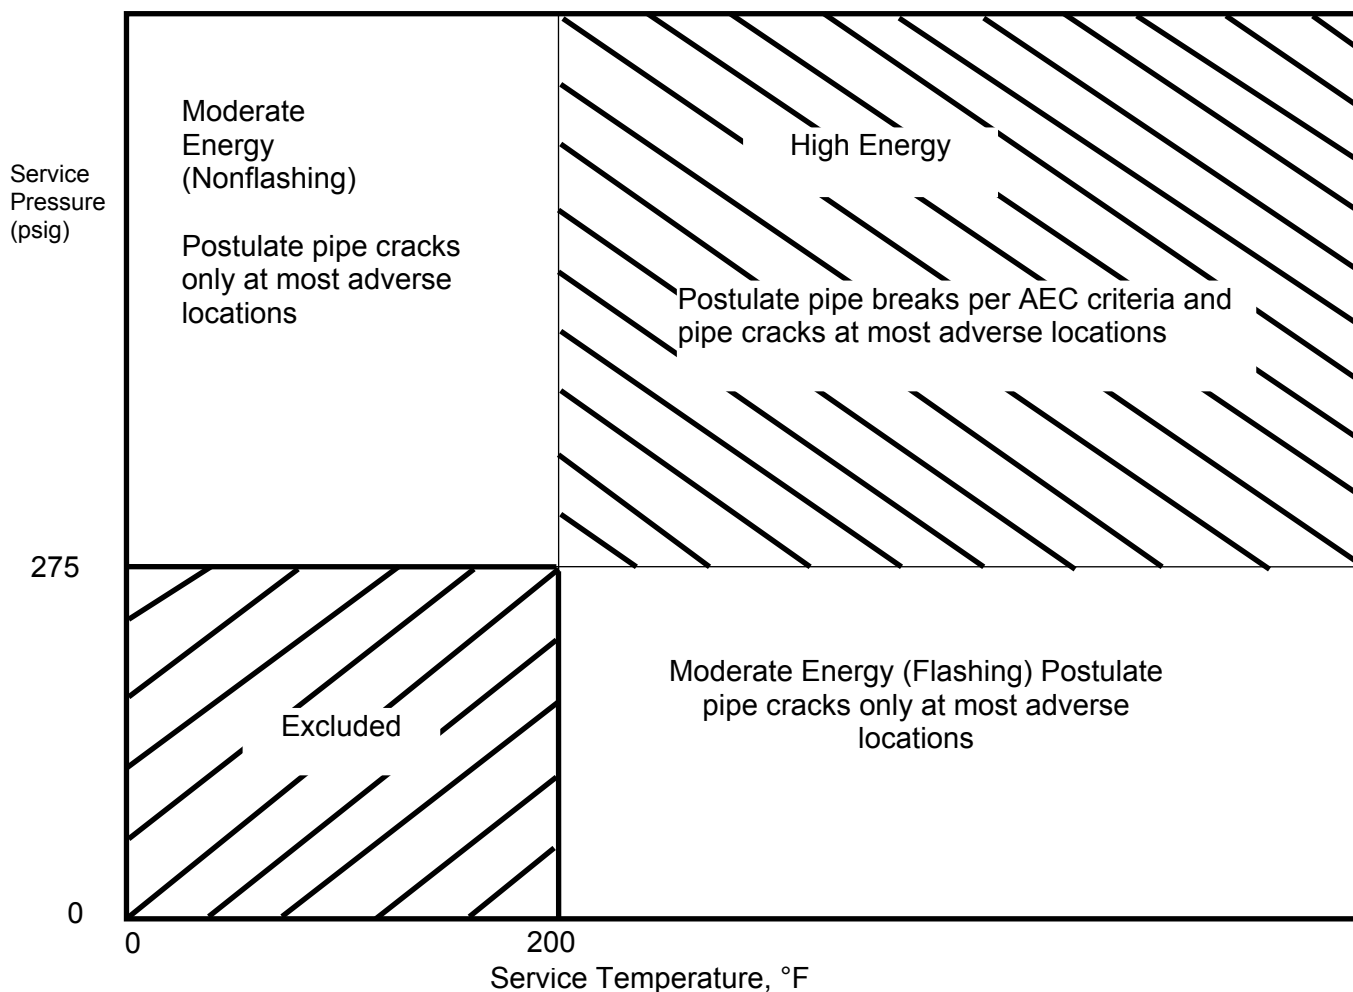 Moderate
Energy
(Nonflashing)
Postulate pipe cracks
only at most adverse
locations
High Energy
Postulate pipe breaks per AEC criteria and
pipe cracks at most adverse locations
Service
Pressure
(psig)
275
Excluded
Moderate Energy (Flashing) Postulate
pipe cracks only at most adverse
locations
0
0
200
Service Temperature, °F